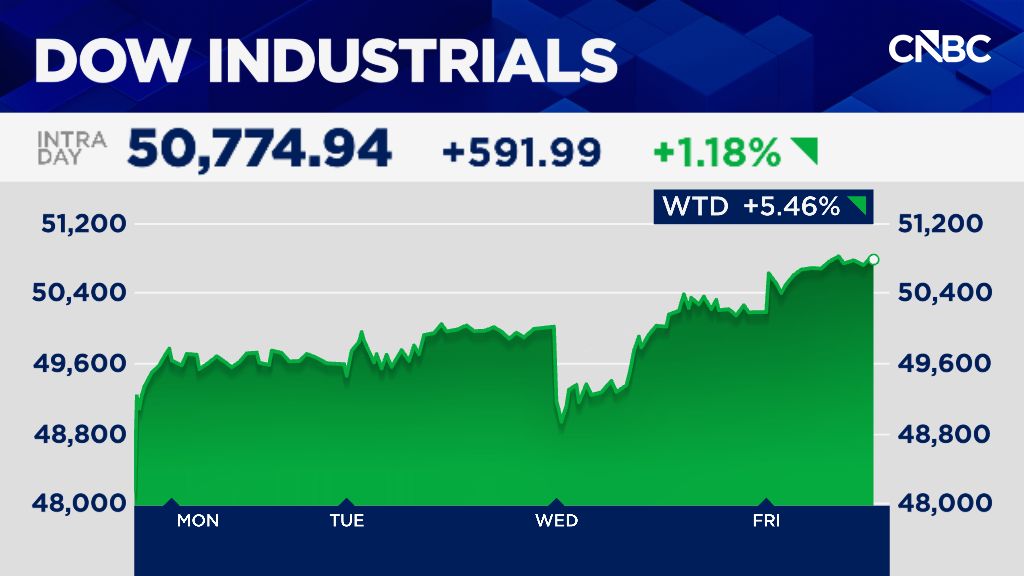 DOW INDUSTRIALS
CNBC
INTRA
DAY
50,774.94 +591.99 +1.18%
WTD +5.46%
51,200 51,200
50,400 50,400
49,600 49,600
48,800 48,800
48,000 48,000
MON TUE WED FRI